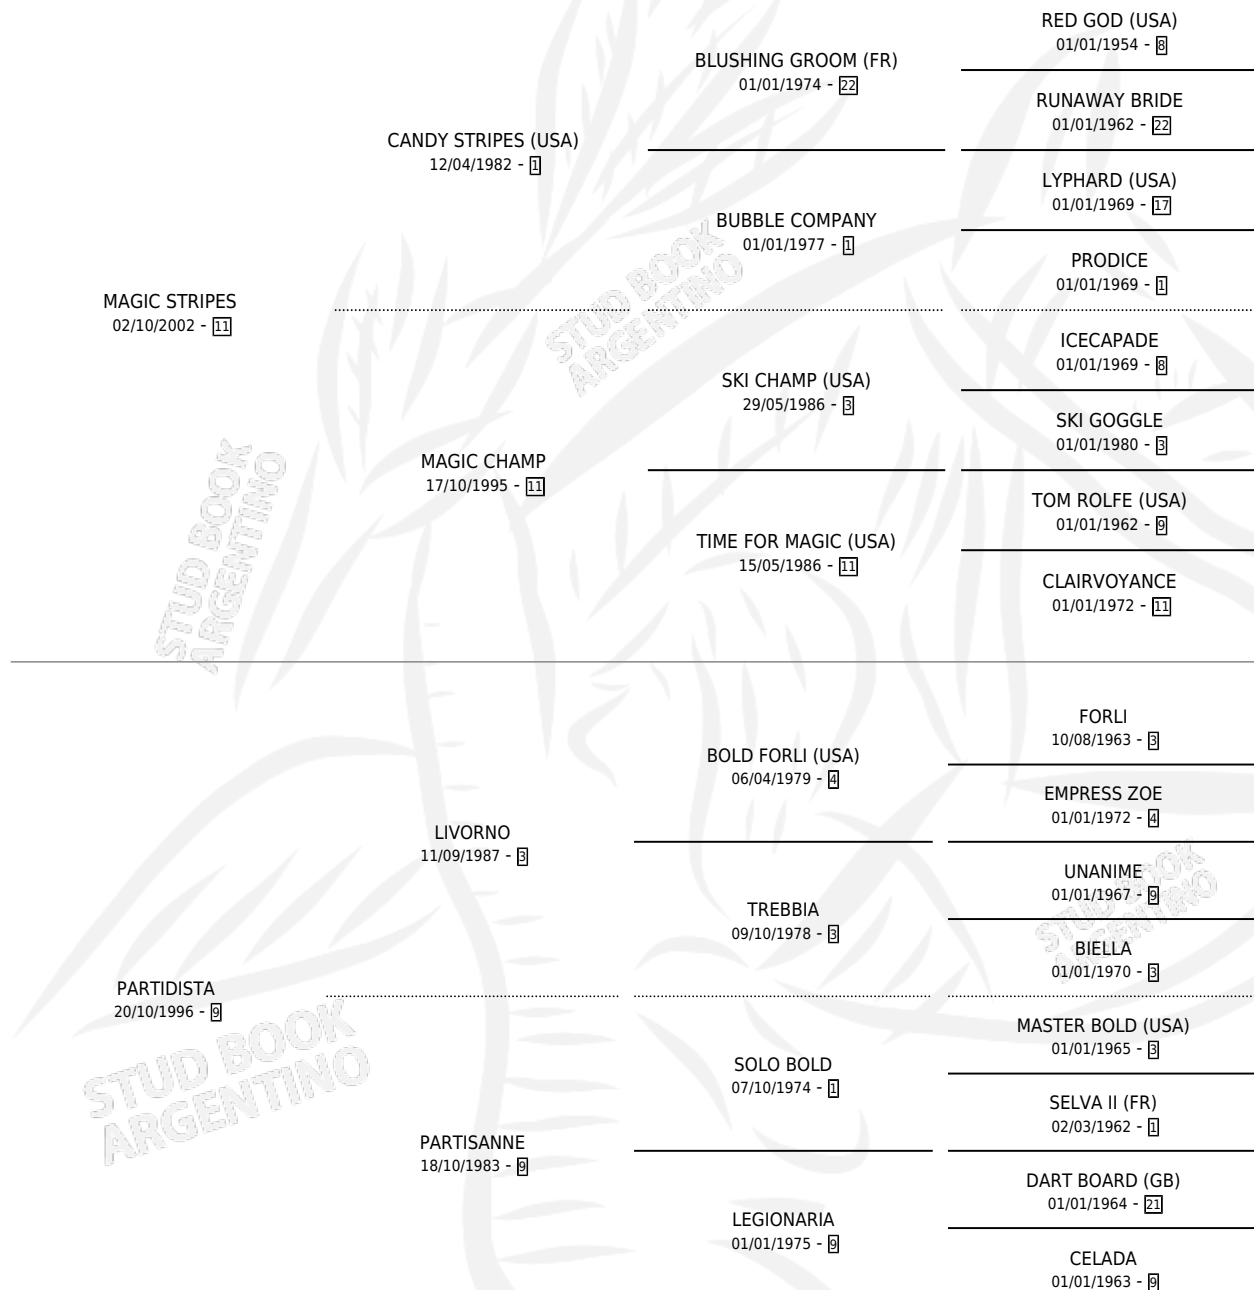 RED GOD (USA)
01/01/1954 - 8
BLUSHING GROOM (FR)
01/01/1974 - 22
RUNAWAY BRIDE
01/01/1962 - 22
CANDY STRIPES (USA)
12/04/1982 - 1
LYPHARD (USA)
01/01/1969 - 17
BUBBLE COMPANY
01/01/1977 - 1
PRODICE
01/01/1969 - 1
MAGIC STRIPES
02/10/2002 - 11
STUD BOOK
ARGENTINO
ICECAPADE
01/01/1969 - 8
SKI CHAMP (USA)
29/05/1986 - 3
SKI GOGGLE
01/01/1980 - 3
MAGIC CHAMP
17/10/1995 - 11
TOM ROLFE (USA)
01/01/1962 - 9
TIME FOR MAGIC (USA)
15/05/1986 - 11
CLAIRVOYANCE
01/01/1972 - 11
STUD BOOK
ARGENTINO
FORLI
10/08/1963 - 3
BOLD FORLI (USA)
06/04/1979 - 4
EMPRESS ZOE
01/01/1972 - 4
LIVORNO
11/09/1987 - 3
UNANIME
01/01/1967 - 9
TREBBIA
09/10/1978 - 3
BIELLA
01/01/1970 - 3
STUD BOOK
ARGENTINO
PARTIDISTA
20/10/1996 - 9
STUD BOOK
ARGENTINO
MASTER BOLD (USA)
01/01/1965 - 3
SOLO BOLD
07/10/1974 - 1
SELVA II (FR)
02/03/1962 - 1
PARTISANNE
18/10/1983 - 9
DART BOARD (GB)
01/01/1964 - 21
LEGIONARIA
01/01/1975 - 9
CELADA
01/01/1963 - 9